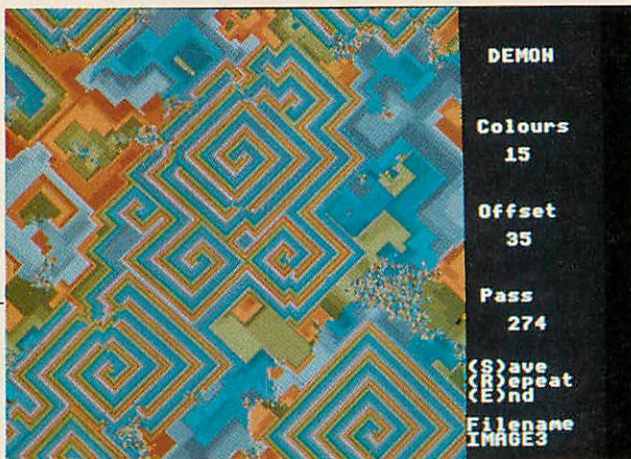 DEMON
Colours
15
Offset
35
Pass
274
(S)ave
(R)epeat
(E)nd
Filename
IMAGE3